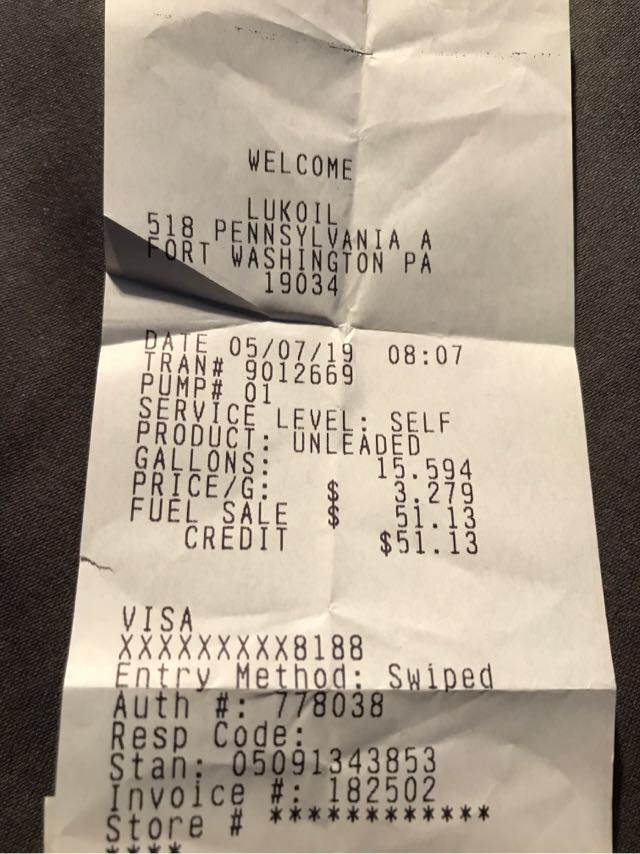 WELCOME
LUKOIL
518 PENNSYLVANIA A
FORT WASHINGTON PA
19034
DATE 05/07/19 08:07
TRAN# 9012669
PUMP# 01
SERVICE LEVEL: SELF
PRODUCT: UNLEADED
GALLONS: 15.594
PRICE/G: $ 3.279
FUEL SALE $ 51.13
CREDIT $51.13
VISA
XXXXXXXXX8188
Entry Method: Swiped
Auth #: 778038
Resp Code:
Stan: 05091343853
Invoice #: 182502
Store # ************
****